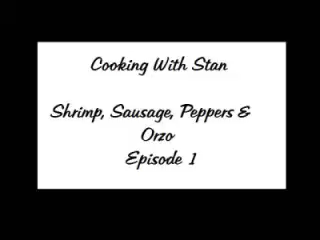 Cooking With Stan
Shrimp, Sausage, Peppers &
Orzo
Episode 1